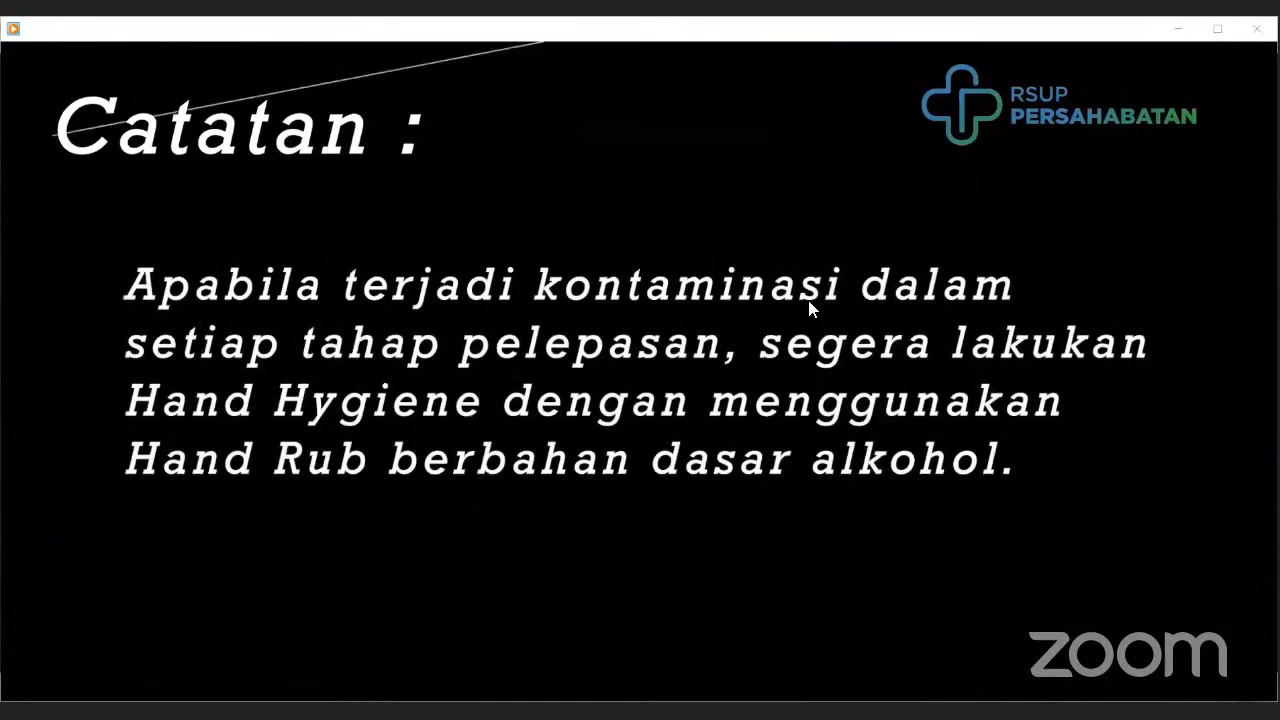 Catatan :
RSUP
PERSAHABATAN
Apabila terjadi kontaminasi dalam
setiap tahap pelepasan, segera lakukan
Hand Hygiene dengan menggunakan
Hand Rub berbahan dasar alkohol.
zoom